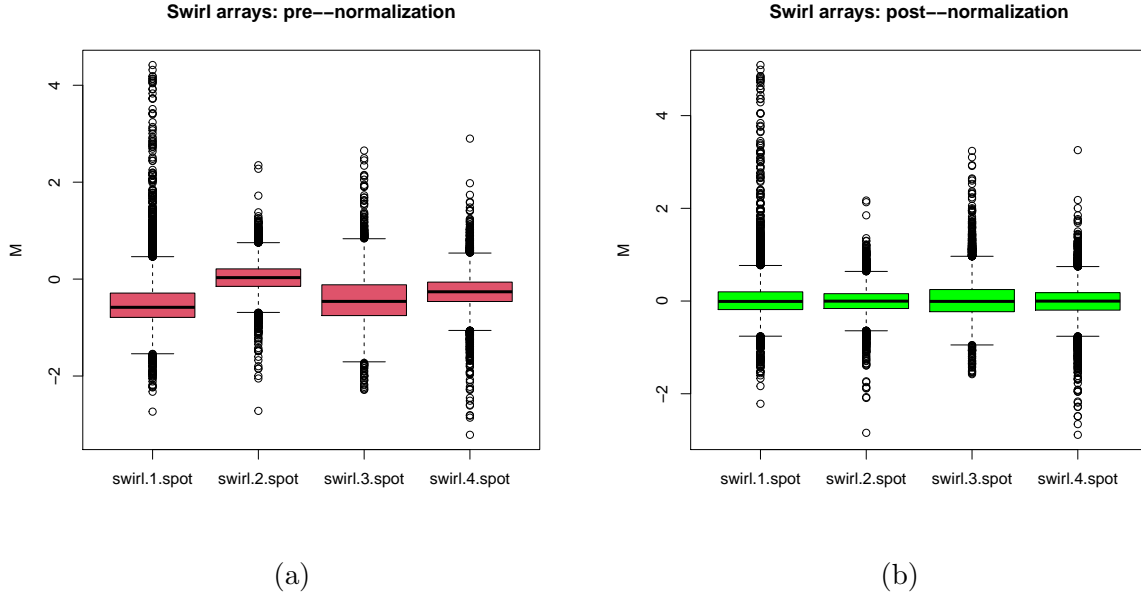 Swirl arrays: pre−−normalization
M
4
2
0
−2
swirl.1.spot swirl.2.spot swirl.3.spot swirl.4.spot
(a)
Swirl arrays: post−−normalization
M
4
2
0
−2
swirl.1.spot swirl.2.spot swirl.3.spot swirl.4.spot
(b)